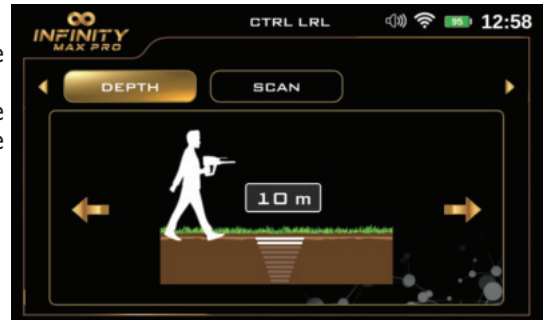 CTRL LRL 95 12:58
INFINITY
MAX PRO
DEPTH SCAN
10 m
e
e
e